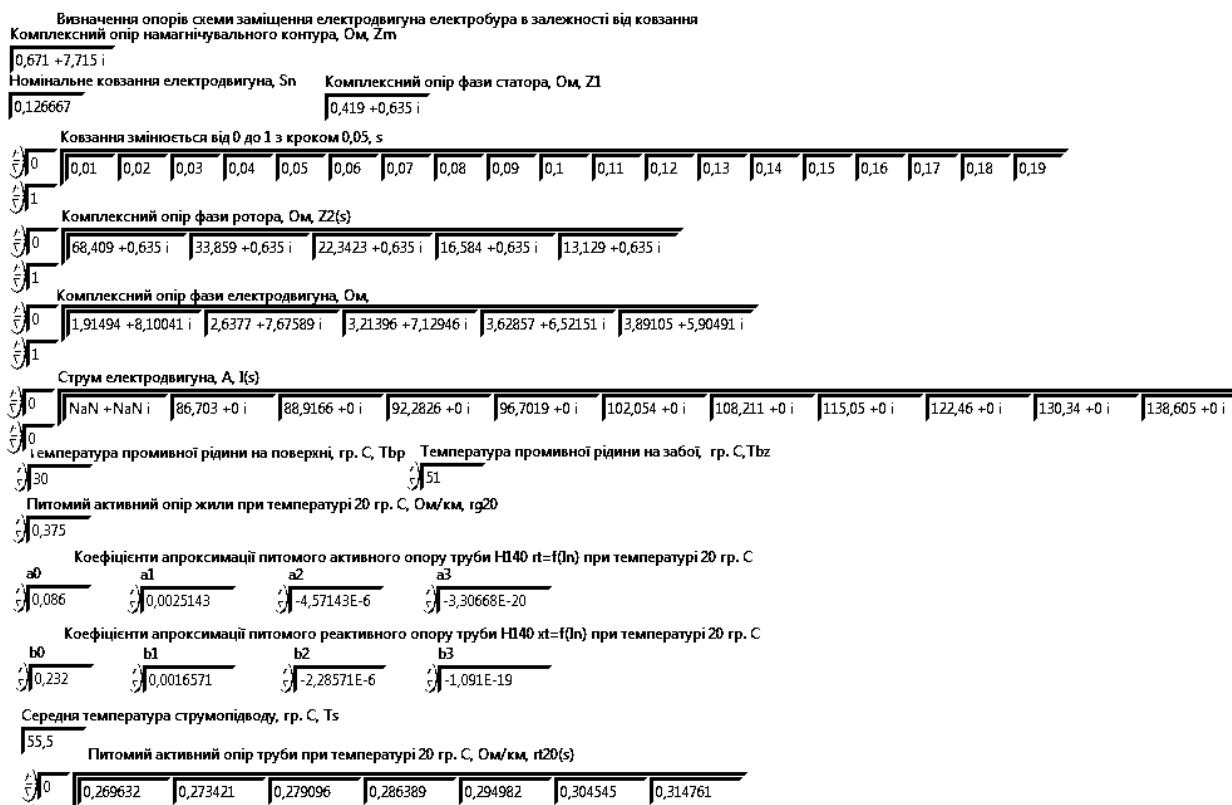 Визначення опорів схеми заміщення електродвигуна електробура в залежності від ковзання
Комплексний опір намагнічувального контура, Ом, Zm
0,671 +7,715 i
Номінальне ковзання електродвигуна, Sn Комплексний опір фази статора, Ом, Z1
0,126667 0,419 +0,635 i
Ковзання змінюється від 0 до 1 з кроком 0,05, s
0 0,01 0,02 0,03 0,04 0,05 0,06 0,07 0,08 0,09 0,1 0,11 0,12 0,13 0,14 0,15 0,16 0,17 0,18 0,19
1
Комплексний опір фази ротора, Ом, Z2(s)
0 68,409 +0,635 i 33,859 +0,635 i 22,3423 +0,635 i 16,584 +0,635 i 13,129 +0,635 i
1
Комплексний опір фази електродвигуна, Ом,
0 1,91494 +8,10041 i 2,6377 +7,67589 i 3,21396 +7,12946 i 3,62857 +6,52151 i 3,89105 +5,90491 i
1
Струм електродвигуна, А, I(s)
0 NaN +NaN i 86,703 +0 i 88,9166 +0 i 92,2826 +0 i 96,7019 +0 i 102,054 +0 i 108,211 +0 i 115,05 +0 i 122,46 +0 i 130,34 +0 i 138,605 +0 i
0
Температура промивної рідини на поверхні, гр. С, Tbp Температура промивної рідини на забої, гр. С,Tbz
30 51
Питомий активний опір жили при температурі 20 гр. С, Ом/км, rg20
0,375
Коефіцієнти апроксимації питомого активного опору труби Н140 rt=f(In) при температурі 20 гр. С
a0 a1 a2 a3
0,086 0,0025143 -4,57143E-6 -3,30668E-20
Коефіцієнти апроксимації питомого реактивного опору труби Н140 xt=f(In) при температурі 20 гр. С
b0 b1 b2 b3
0,232 0,0016571 -2,28571E-6 -1,091E-19
Середня температура струмопідводу, гр. С, Ts
55,5
Питомий активний опір труби при температурі 20 гр. С, Ом/км, rt20(s)
0 0,269632 0,273421 0,279096 0,286389 0,294982 0,304545 0,314761